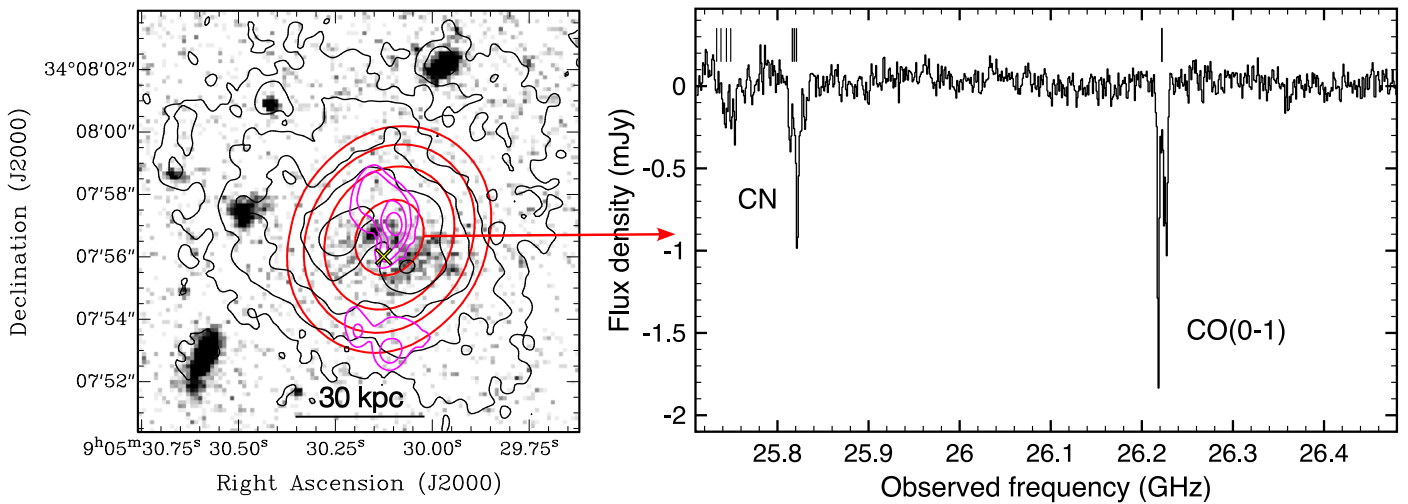 34°08′02″
08′00″
07′58″
07′56″
07′54″
07′52″
Declination (J2000)
30 kpc
9ʰ05ᵐ30.75ˢ 30.50ˢ 30.25ˢ 30.00ˢ 29.75ˢ
Right Ascension (J2000)
0
-0.5
-1
-1.5
-2
Flux density (mJy)
CN
CO(0-1)
25.8 25.9 26 26.1 26.2 26.3 26.4
Observed frequency (GHz)